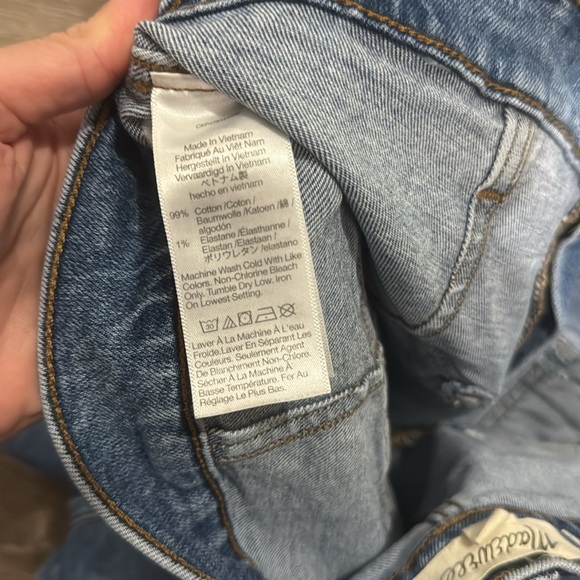 Made In Vietnam
Fabriqué Au Viêt Nam
Hergestellt in Vietnam
Vervaardigd In Vietnam
ベトナム製
hecho en vietnam
99% Cotton /Coton /
Baumwolle /Katoen /綿 /
algodón
1% Elastane /Élasthanne /
Elastan /Elastaan /
ポリウレタン /elastano
Machine Wash Cold With Like
Colors. Non-Chlorine Bleach
Only. Tumble Dry Low. Iron
On Lowest Setting.
30
Laver À La Machine À L'eau
Froide.Laver En Séparant Les
Couleurs. Seulement Agent
De Blanchiment Non-Chlore.
Sécher À La Machine À
Basse Température. Fer Au
Réglage Le Plus Bas.